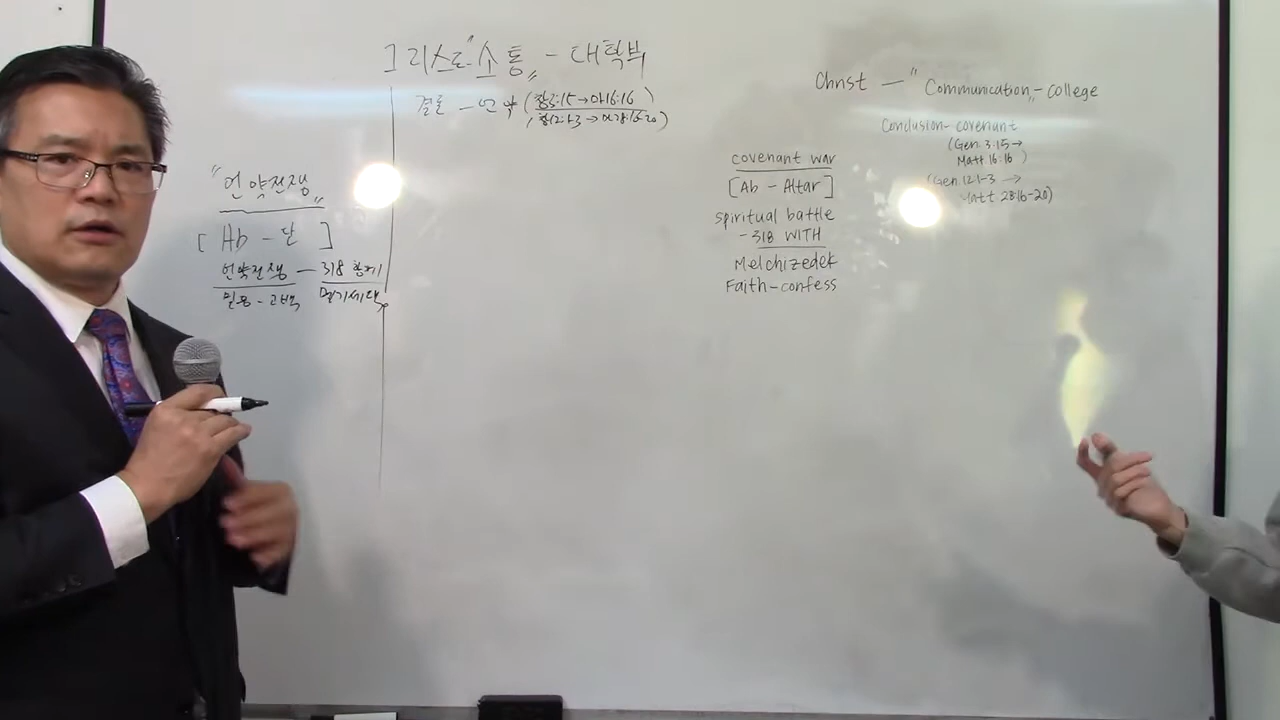 그리스도 "소통" - 대학부
결론 - 언약 (창3:15 → 마16:16)
(창12:1-3 → 마28:16-20)
"언약전쟁"
[ Ab - 단 ]
언약전쟁 - 318 함께
믿음 - 고백 멜기세덱
Christ - "Communication" - college
Conclusion - covenant
(Gen. 3:15 →
Matt 16:16)
(Gen. 12:1-3 →
Matt 28:16-20)
covenant war
[Ab - Altar]
spiritual battle
- 318 WITH
Melchizedek
Faith - confess